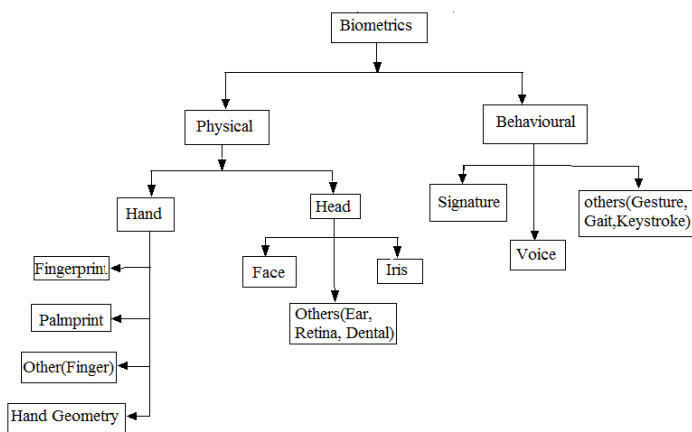 Biometrics
Physical
Behavioural
Hand
Head
Signature
others(Gesture,
Gait,Keystroke)
Voice
Fingerprint
Face
Iris
Palmprint
Others(Ear,
Retina, Dental)
Other(Finger)
Hand Geometry